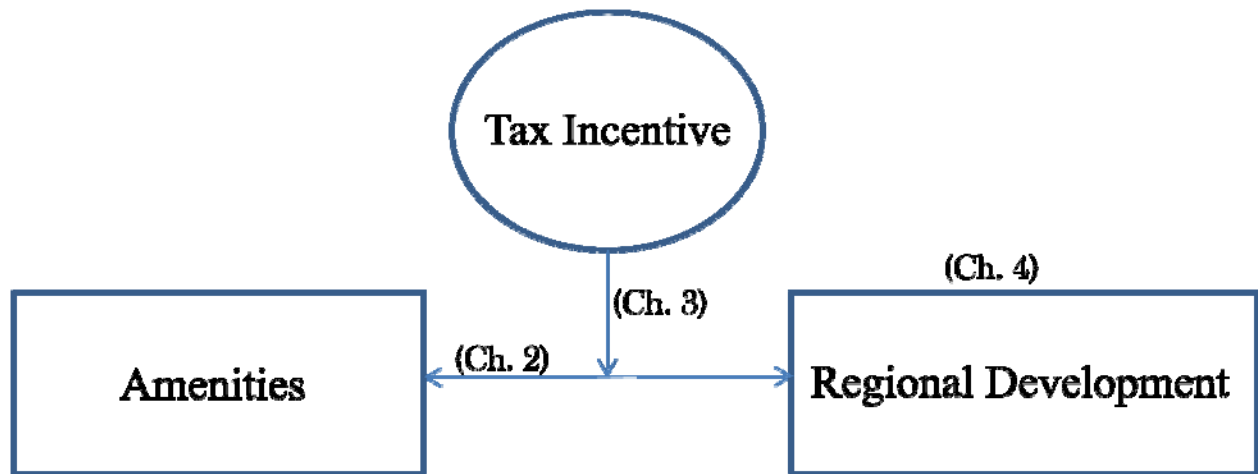 Tax Incentive
(Ch. 4)
(Ch. 3)
(Ch. 2)
Amenities
Regional Development